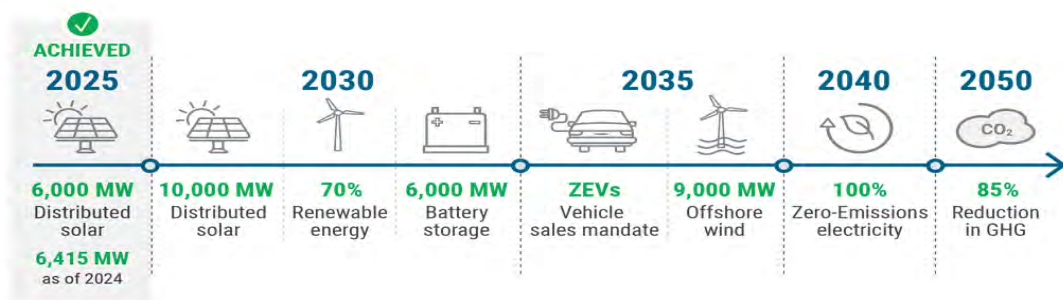 ACHIEVED
2025
2030
2035
2040
2050
CO₂
6,000 MW
Distributed
solar
6,415 MW
as of 2024
10,000 MW
Distributed
solar
70%
Renewable
energy
6,000 MW
Battery
storage
ZEVs
Vehicle
sales mandate
9,000 MW
Offshore
wind
100%
Zero-Emissions
electricity
85%
Reduction
in GHG